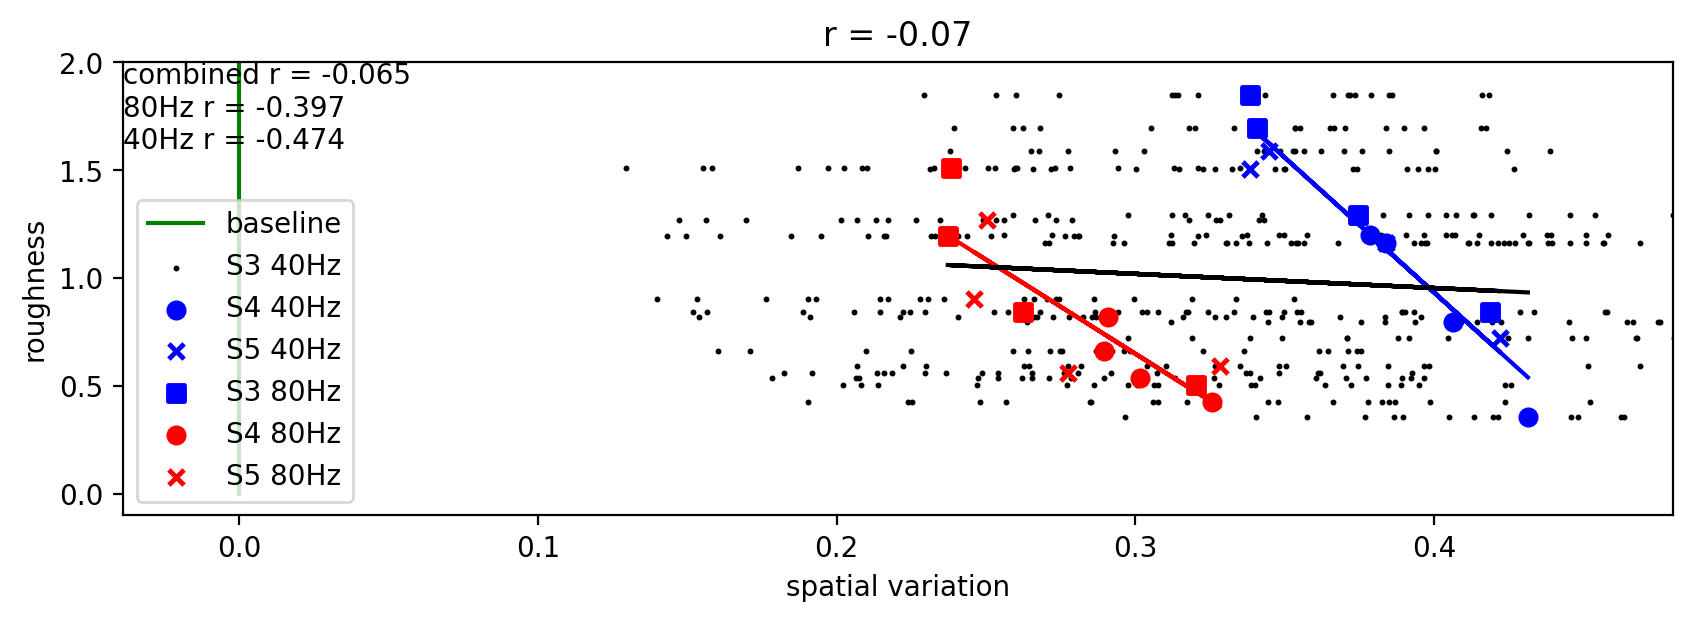 r = -0.07
combined r = -0.065
80Hz r = -0.397
40Hz r = -0.474
baseline
S3 40Hz
S4 40Hz
S5 40Hz
S3 80Hz
S4 80Hz
S5 80Hz
roughness
2.0
1.5
1.0
0.5
0.0
0.0 0.1 0.2 0.3 0.4
spatial variation